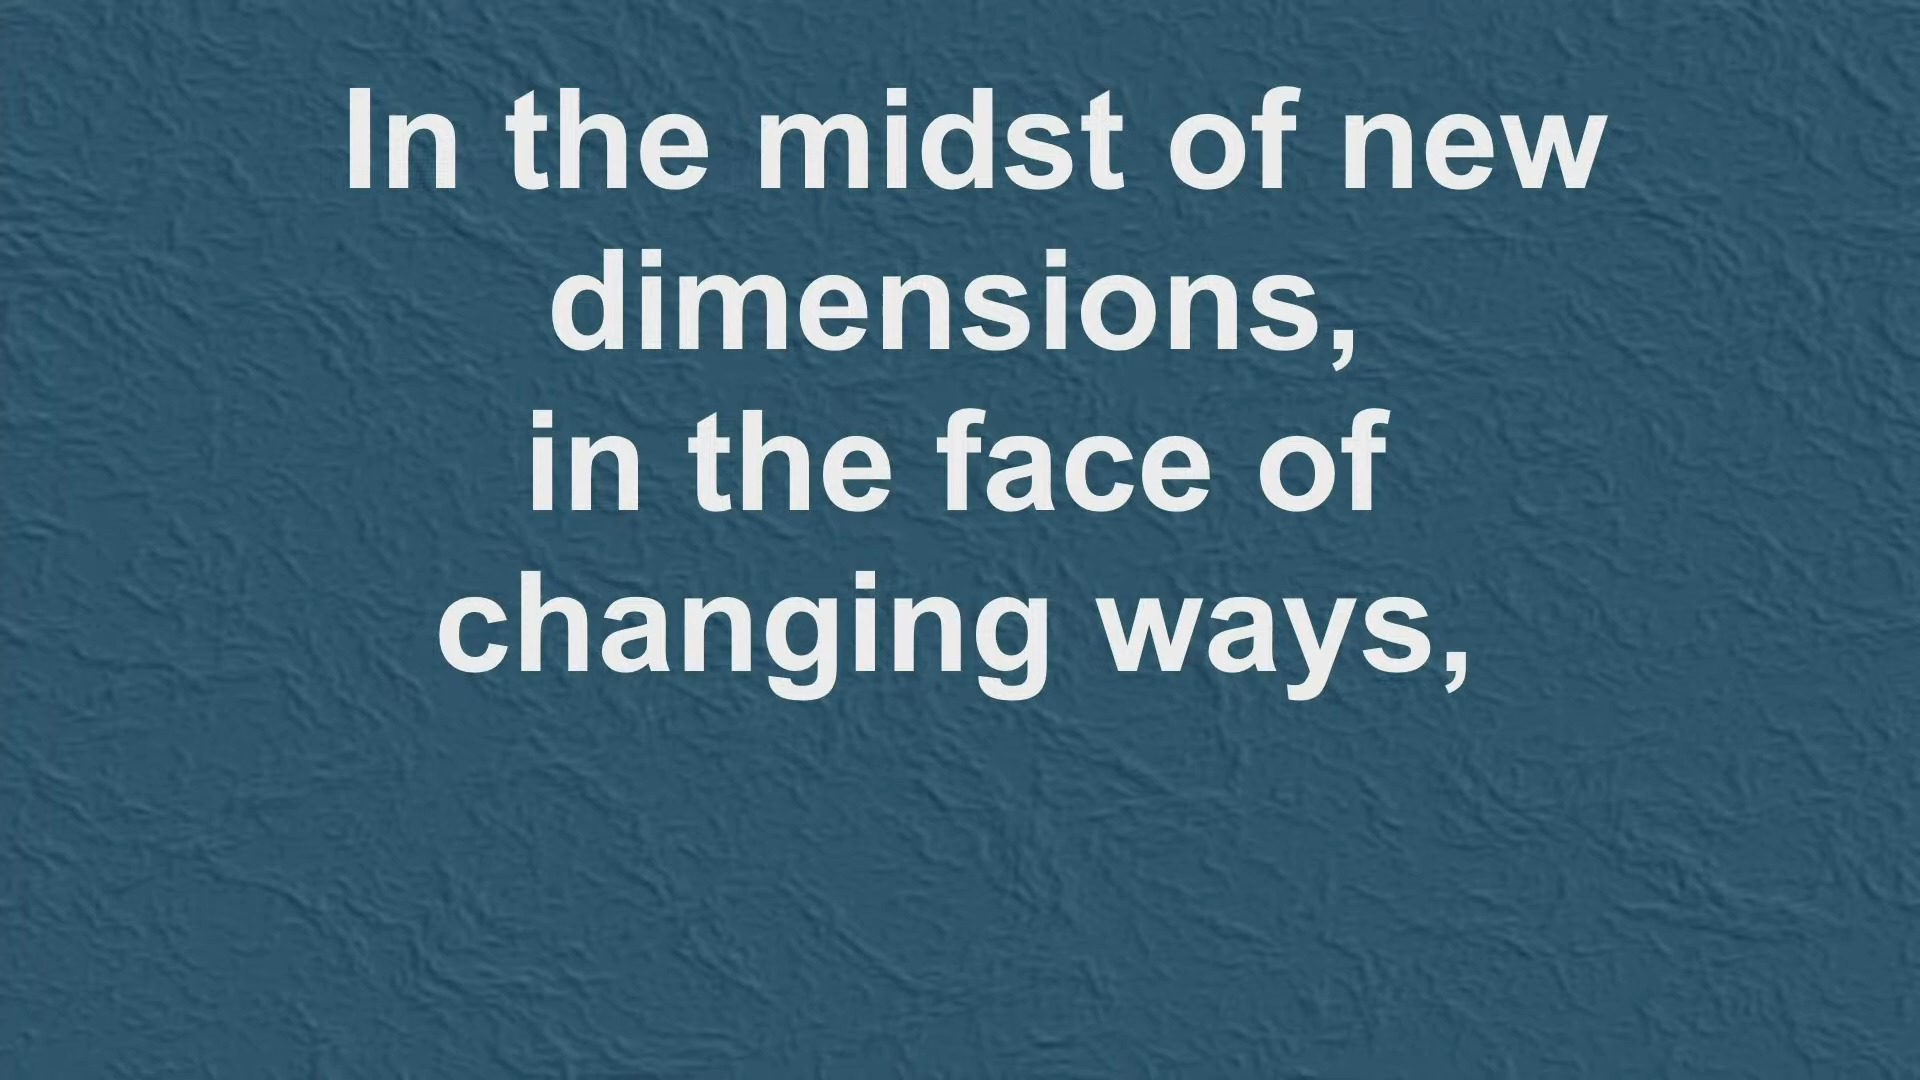 In the midst of new
dimensions,
in the face of
changing ways,